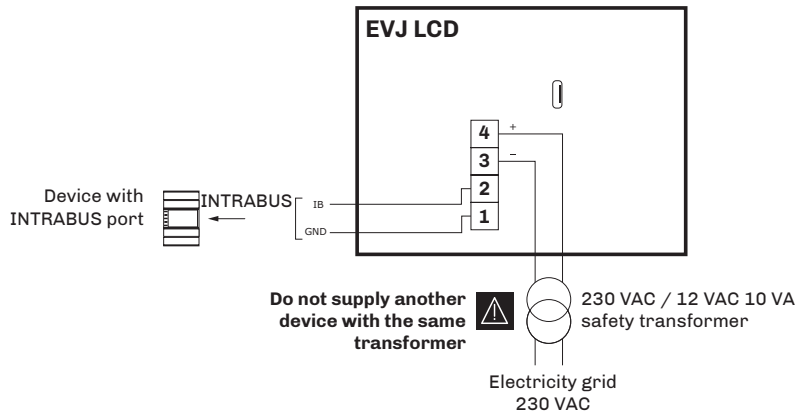 EVJ LCD
4 +
3 –
2
1
Device with
INTRABUS port
INTRABUS
IB
GND
Do not supply another
device with the same
transformer
230 VAC / 12 VAC 10 VA
safety transformer
Electricity grid
230 VAC